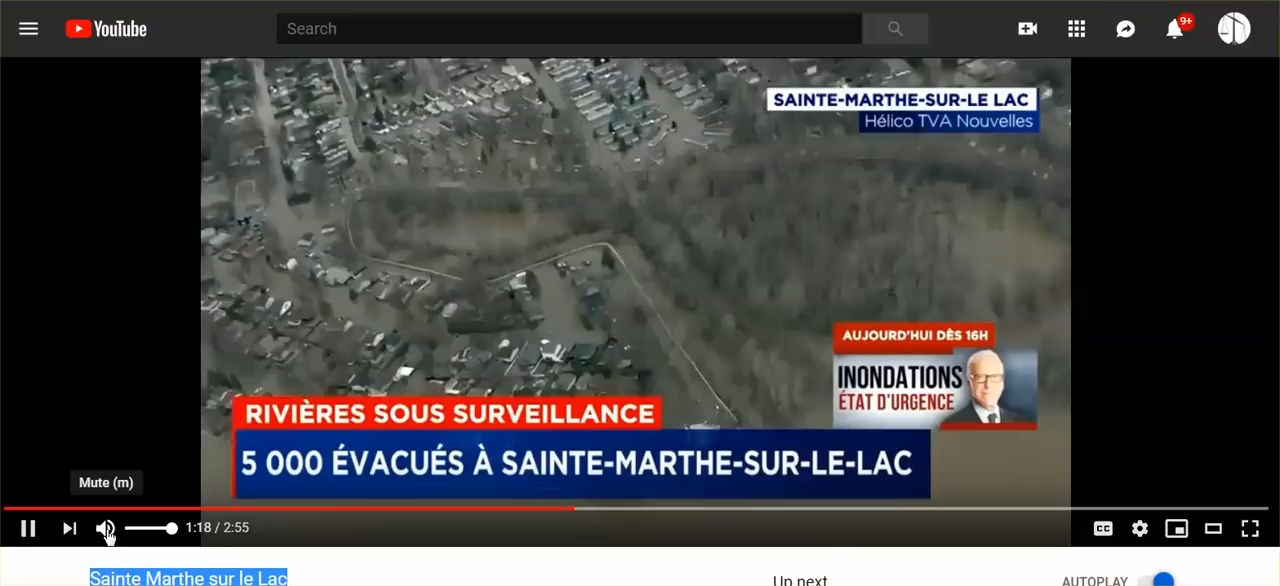 YouTube
Search
9+
SAINTE-MARTHE-SUR-LE LAC
Hélico TVA Nouvelles
AUJOURD'HUI DÈS 16H
INONDATIONS
ÉTAT D'URGENCE
RIVIÈRES SOUS SURVEILLANCE
5 000 ÉVACUÉS À SAINTE-MARTHE-SUR-LE-LAC
Mute (m)
1:18 / 2:55
CC
Sainte Marthe sur le Lac
Up next
AUTOPLAY